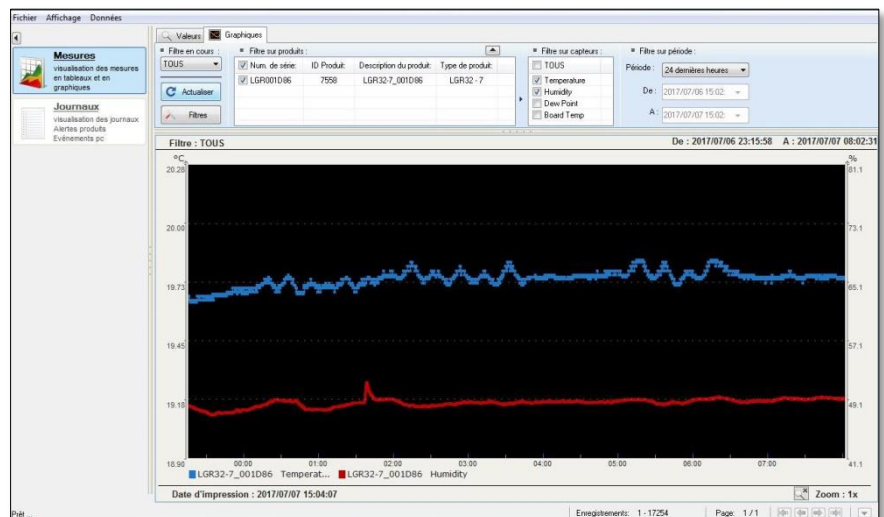 Fichier Affichage Données
Valeurs Graphiques
Mesures
visualisation des mesures
en tableaux et en
graphiques
Journaux
visualisation des journaux
Alertes produits
Evénements pc
Filtre en cours :
TOUS
Actualiser
Filtres
Filtre sur produits :
Num. de série: ID Produit: Description du produit: Type de produit:
LGR001D86 7558 LGR32-7_001D86 LGR32 - 7
Filtre sur capteurs :
TOUS
Temperature
Humidity
Dew Point
Board Temp
Filtre sur période :
Période : 24 dernières heures
De : 2017/07/06 15:02:
A : 2017/07/07 15:02:
Filtre : TOUS De : 2017/07/06 23:15:58 A : 2017/07/07 08:02:31
°C %
20.28 81.1
20.00 73.1
19.73 65.1
19.45 57.1
19.18 49.1
18.90 00:00 01:00 02:00 03:00 04:00 05:00 06:00 07:00 41.1
LGR32-7_001D86 Temperat... LGR32-7_001D86 Humidity
Date d'impression : 2017/07/07 15:04:07 Zoom : 1x
Prêt ... Enregistrements: 1 - 17254 Page: 1 / 1